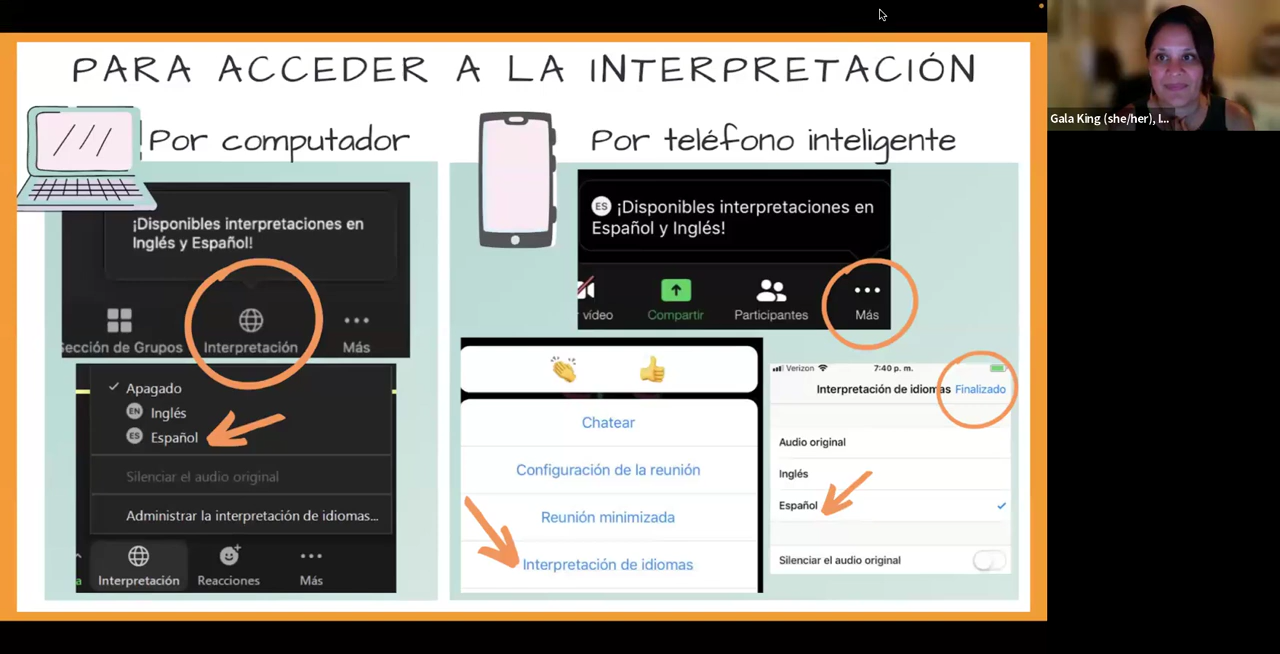 PARA ACCEDER A LA INTERPRETACIÓN
Por computador
¡Disponibles interpretaciones en
Inglés y Español!
Sección de Grupos
Interpretación
Más
Apagado
EN Inglés
ES Español
Silenciar el audio original
Administrar la interpretación de idiomas...
a
Interpretación
Reacciones
Más
Por teléfono inteligente
ES ¡Disponibles interpretaciones en
Español y Inglés!
r vídeo
Compartir
Participantes
Más
Chatear
Configuración de la reunión
Reunión minimizada
Interpretación de idiomas
Verizon 7:40 p. m.
Interpretación de idiomas Finalizado
Audio original
Inglés
Español
Silenciar el audio original
Gala King (she/her), I...